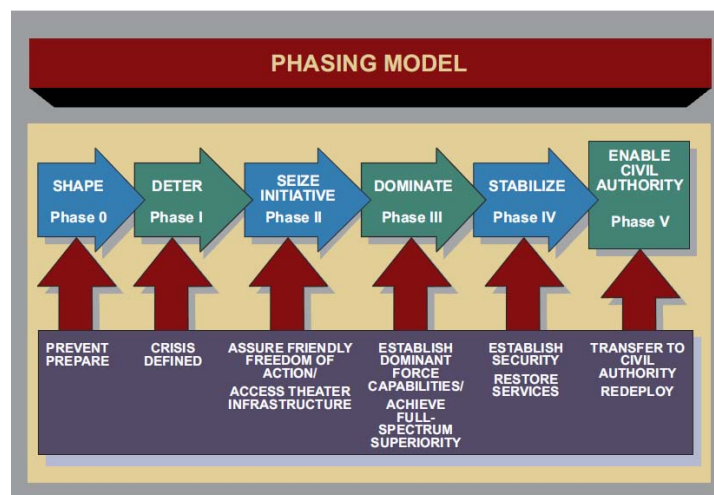 PHASING MODEL
SHAPE
Phase 0
DETER
Phase I
SEIZE
INITIATIVE
Phase II
DOMINATE
Phase III
STABILIZE
Phase IV
ENABLE
CIVIL
AUTHORITY
Phase V
PREVENT
PREPARE
CRISIS
DEFINED
ASSURE FRIENDLY
FREEDOM OF
ACTION/
ACCESS THEATER
INFRASTRUCTURE
ESTABLISH
DOMINANT
FORCE
CAPABILITIES/
ACHIEVE
FULL-
SPECTRUM
SUPERIORITY
ESTABLISH
SECURITY
RESTORE
SERVICES
TRANSFER TO
CIVIL
AUTHORITY
REDEPLOY